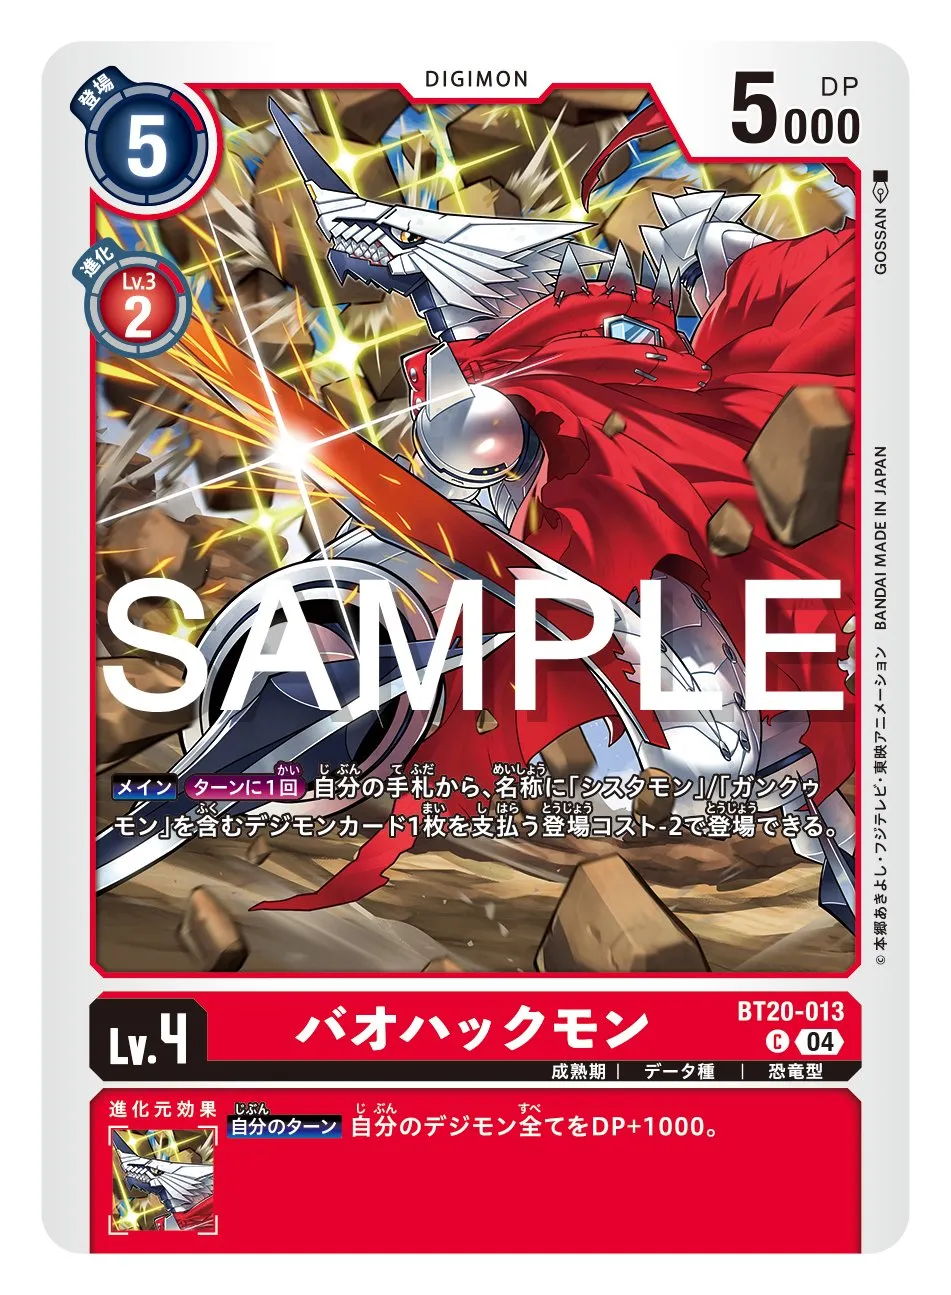 DIGIMON
登場
5
DP
5000
進化
Lv.3
2
GOSSAN
BANDAI MADE IN JAPAN
©本郷あきよし・フジテレビ・東映アニメーション
SAMPLE
メイン ターンに1回 自分の手札から、名称に「シスタモン」/「ガンクゥ
モン」を含むデジモンカード1枚を支払う登場コスト-2で登場できる。
Lv.4
バオハックモン
BT20-013
C 04
成熟期 | データ種 | 恐竜型
進化元効果
自分のターン 自分のデジモン全てをDP+1000。